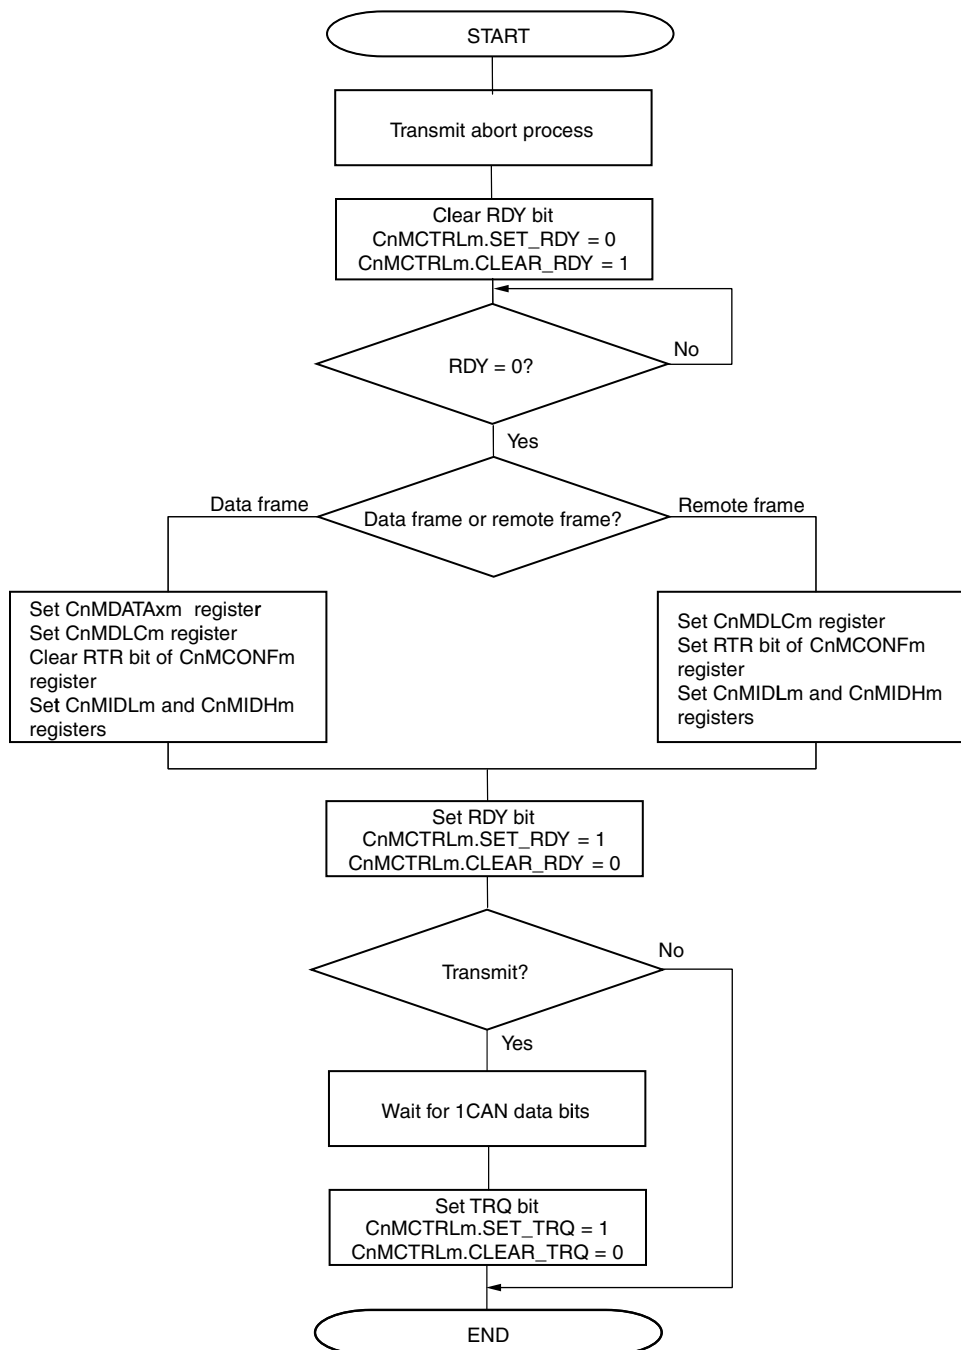 START
Transmit abort process
Clear RDY bit
CnMCTRLm.SET_RDY = 0
CnMCTRLm.CLEAR_RDY = 1
RDY = 0?
No
Yes
Data frame
Data frame or remote frame?
Remote frame
Set CnMDATAxm register
Set CnMDLCm register
Clear RTR bit of CnMCONFm
register
Set CnMIDLm and CnMIDHm
registers
Set CnMDLCm register
Set RTR bit of CnMCONFm
register
Set CnMIDLm and CnMIDHm
registers
Set RDY bit
CnMCTRLm.SET_RDY = 1
CnMCTRLm.CLEAR_RDY = 0
Transmit?
No
Yes
Wait for 1CAN data bits
Set TRQ bit
CnMCTRLm.SET_TRQ = 1
CnMCTRLm.CLEAR_TRQ = 0
END